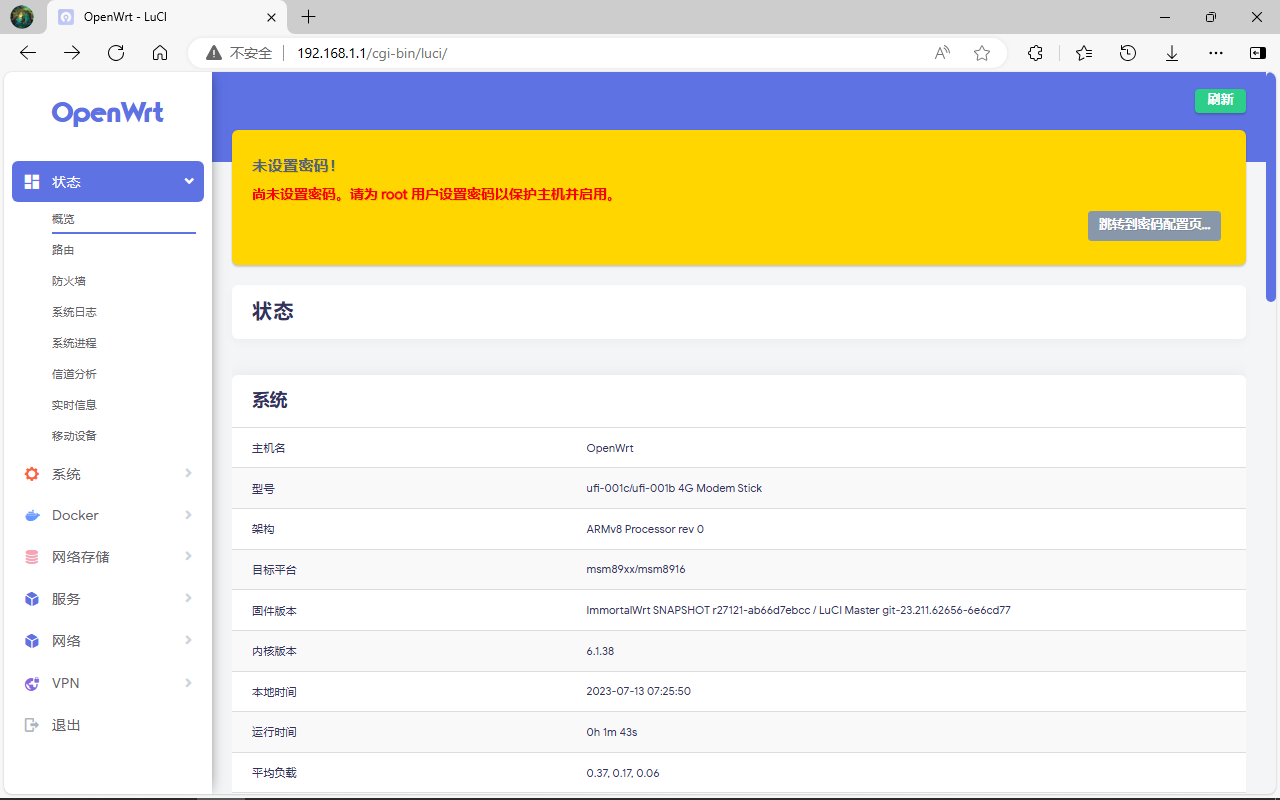 OpenWrt - LuCI
不安全 192.168.1.1/cgi-bin/luci/
OpenWrt
刷新
未设置密码！
尚未设置密码。请为 root 用户设置密码以保护主机并启用。
跳转到密码配置页...
状态
概览
路由
防火墙
系统日志
系统进程
信道分析
实时信息
移动设备
系统
Docker
网络存储
服务
网络
VPN
退出
状态
系统
主机名 OpenWrt
型号 ufi-001c/ufi-001b 4G Modem Stick
架构 ARMv8 Processor rev 0
目标平台 msm89xx/msm8916
固件版本 ImmortalWrt SNAPSHOT r27121-ab66d7ebcc / LuCI Master git-23.211.62656-6e6cd77
内核版本 6.1.38
本地时间 2023-07-13 07:25:50
运行时间 0h 1m 43s
平均负载 0.37, 0.17, 0.06